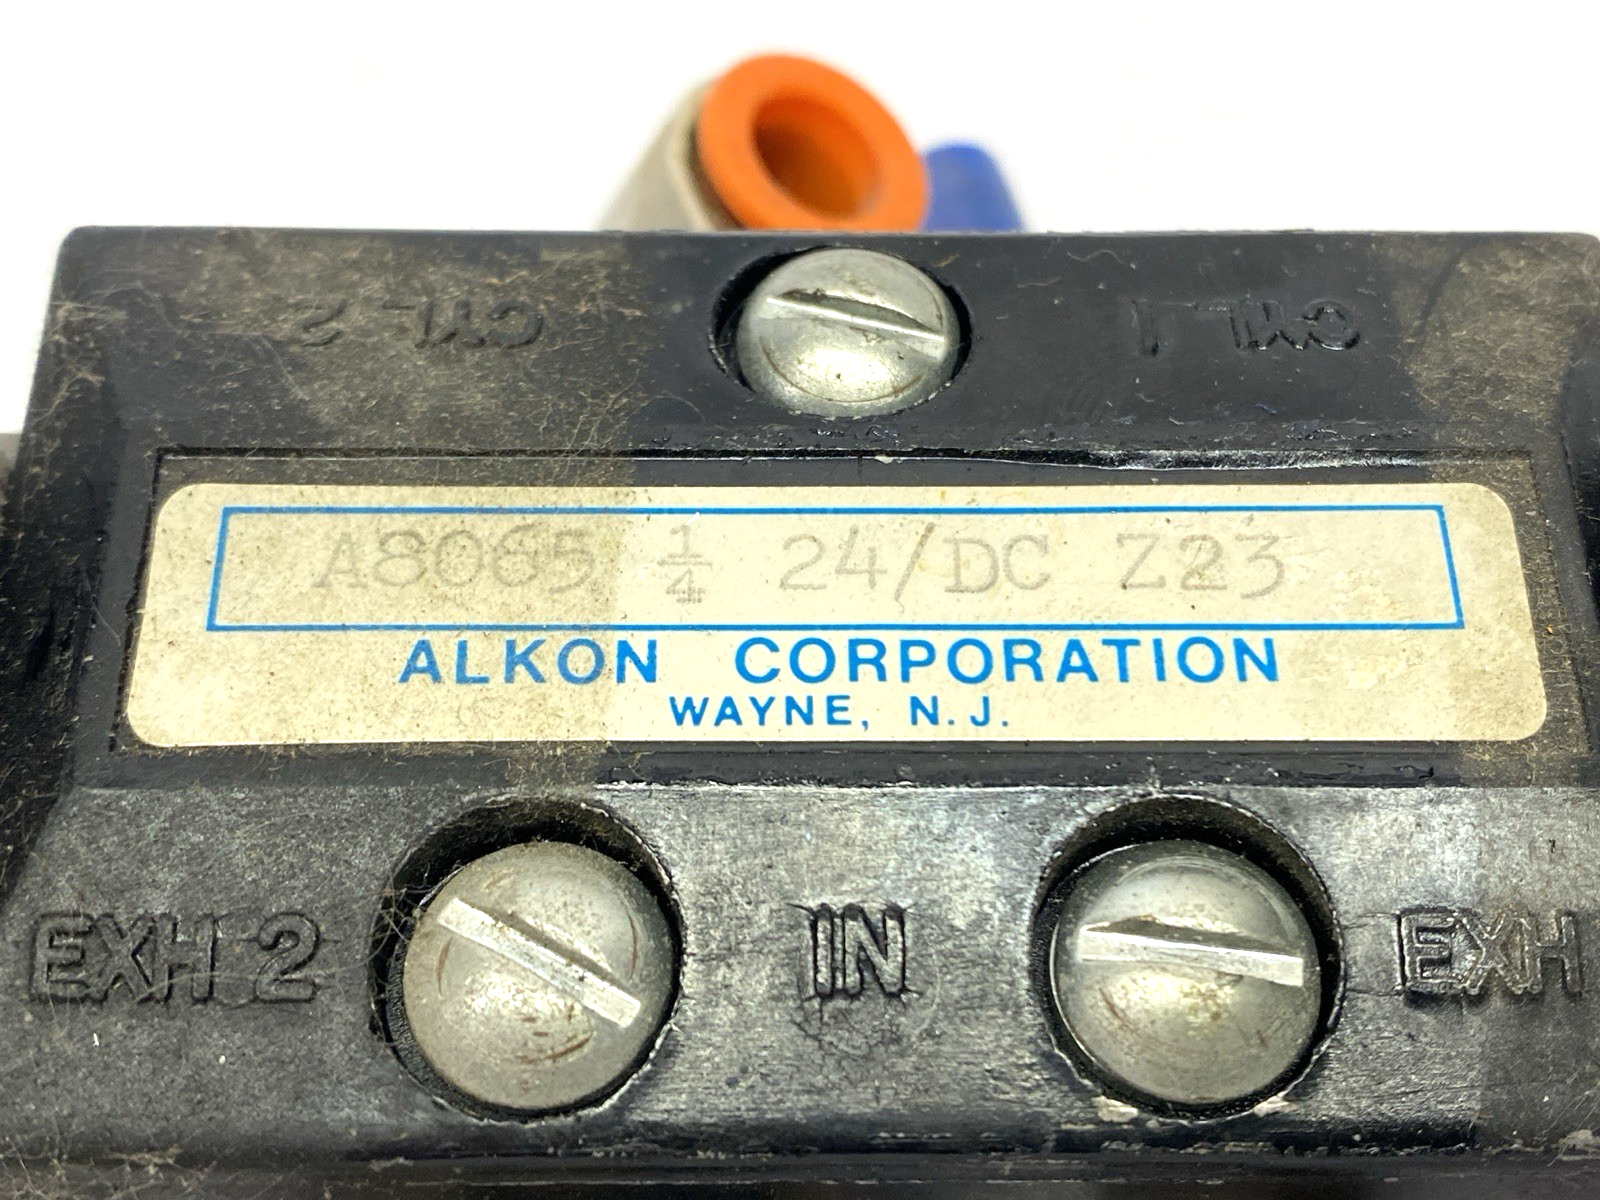 CYL 2 CYL 1
A8065 1/4 24/DC Z23
ALKON CORPORATION
WAYNE, N.J.
EXH 2 IN EXH